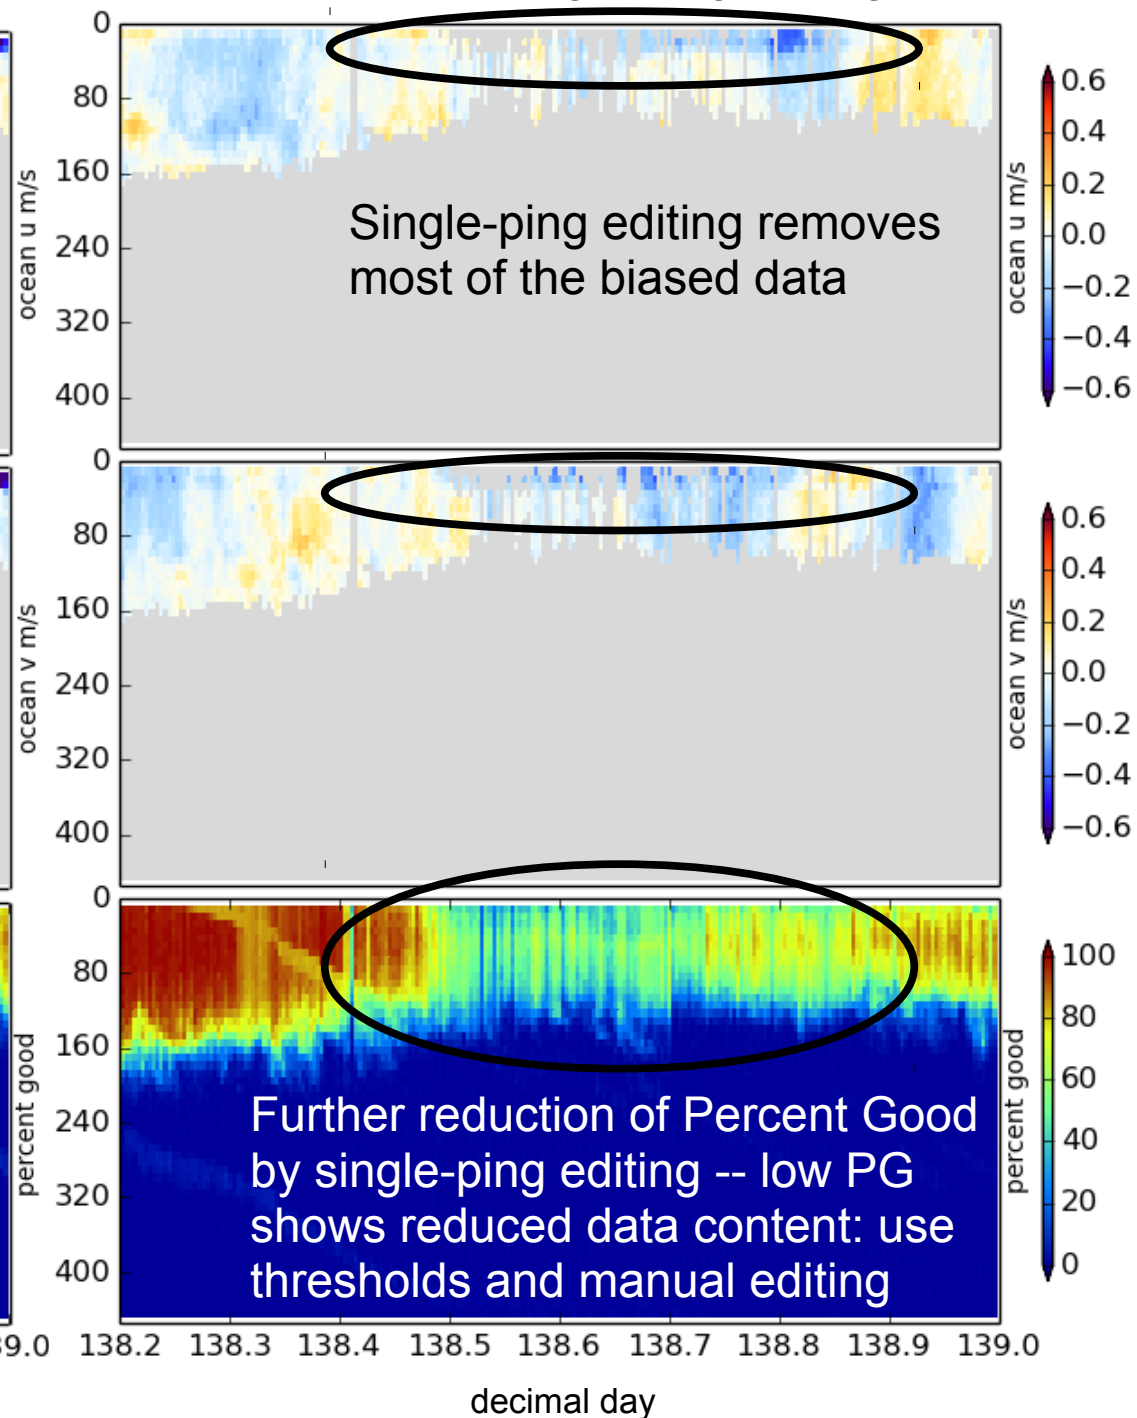 0
80
160
240
320
400
ocean u m/s
Single-ping editing removes
most of the biased data
ocean u m/s
0.6
0.4
0.2
0.0
−0.2
−0.4
−0.6
0
80
160
240
320
400
ocean v m/s
ocean v m/s
0.6
0.4
0.2
0.0
−0.2
−0.4
−0.6
0
80
160
240
320
400
percent good
Further reduction of Percent Good
by single-ping editing -- low PG
shows reduced data content: use
thresholds and manual editing
percent good
100
80
60
40
20
0
9.0 138.2 138.3 138.4 138.5 138.6 138.7 138.8 138.9 139.0
decimal day